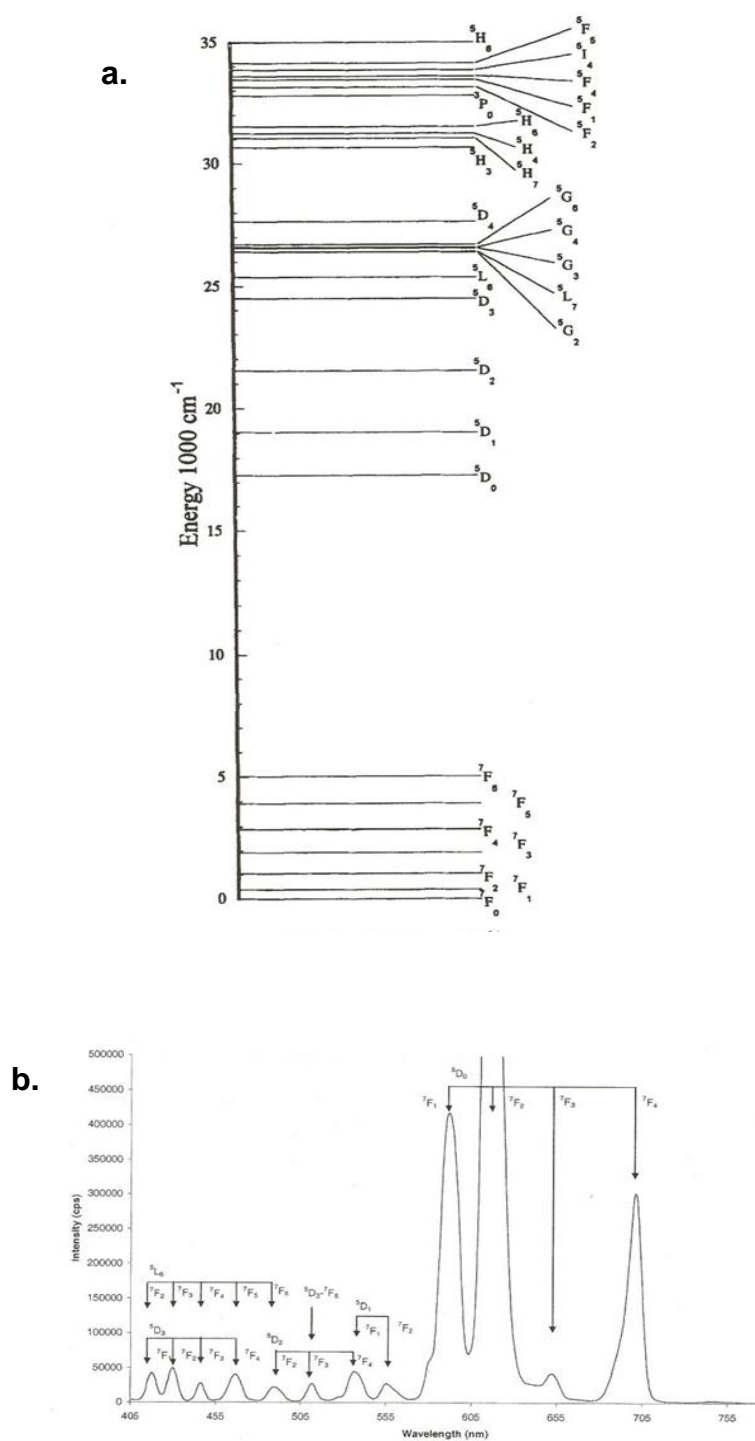 a.
35
30
25
20
15
10
5
0
Energy 1000 cm⁻¹
⁵H₆
⁵F₅
⁵I₄
⁵F₄
⁵F₁
⁵F₂
³P₀
⁵H₆
⁵H₄
⁵H₇
⁵H₃
⁵G₆
⁵D₄
⁵G₄
⁵G₃
⁵L₆
⁵L₇
⁵D₃
⁵G₂
⁵D₂
⁵D₁
⁵D₀
⁷F₆
⁷F₅
⁷F₄ ⁷F₃
⁷F₂ ⁷F₁
⁷F₀
b.
500000
450000
400000
350000
300000
250000
200000
150000
100000
50000
0
Intensity (cps)
⁵D₀
⁷F₁ ⁷F₂ ⁷F₃ ⁷F₄
⁵L₆
⁷F₂ ⁷F₃ ⁷F₄ ⁷F₅ ⁷F₆ ⁵D₃-⁷F₆
⁵D₁
⁷F₁ ⁷F₂
⁵D₃
⁷F₁ ⁷F₂ ⁷F₃ ⁷F₄
⁵D₂
⁷F₂ ⁷F₃ ⁷F₄
405 455 505 555 605 655 705 755
Wavelength (nm)